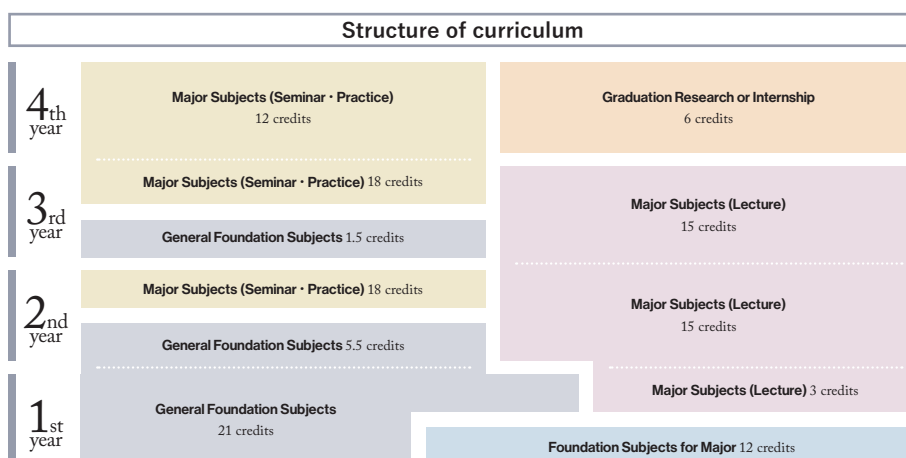 Structure of curriculum
4th
year
Major Subjects (Seminar・Practice)
12 credits
Graduation Research or Internship
6 credits
Major Subjects (Seminar・Practice) 18 credits
3rd
year
Major Subjects (Lecture)
15 credits
General Foundation Subjects 1.5 credits
Major Subjects (Seminar・Practice) 18 credits
2nd
year
Major Subjects (Lecture)
15 credits
General Foundation Subjects 5.5 credits
Major Subjects (Lecture) 3 credits
1st
year
General Foundation Subjects
21 credits
Foundation Subjects for Major 12 credits